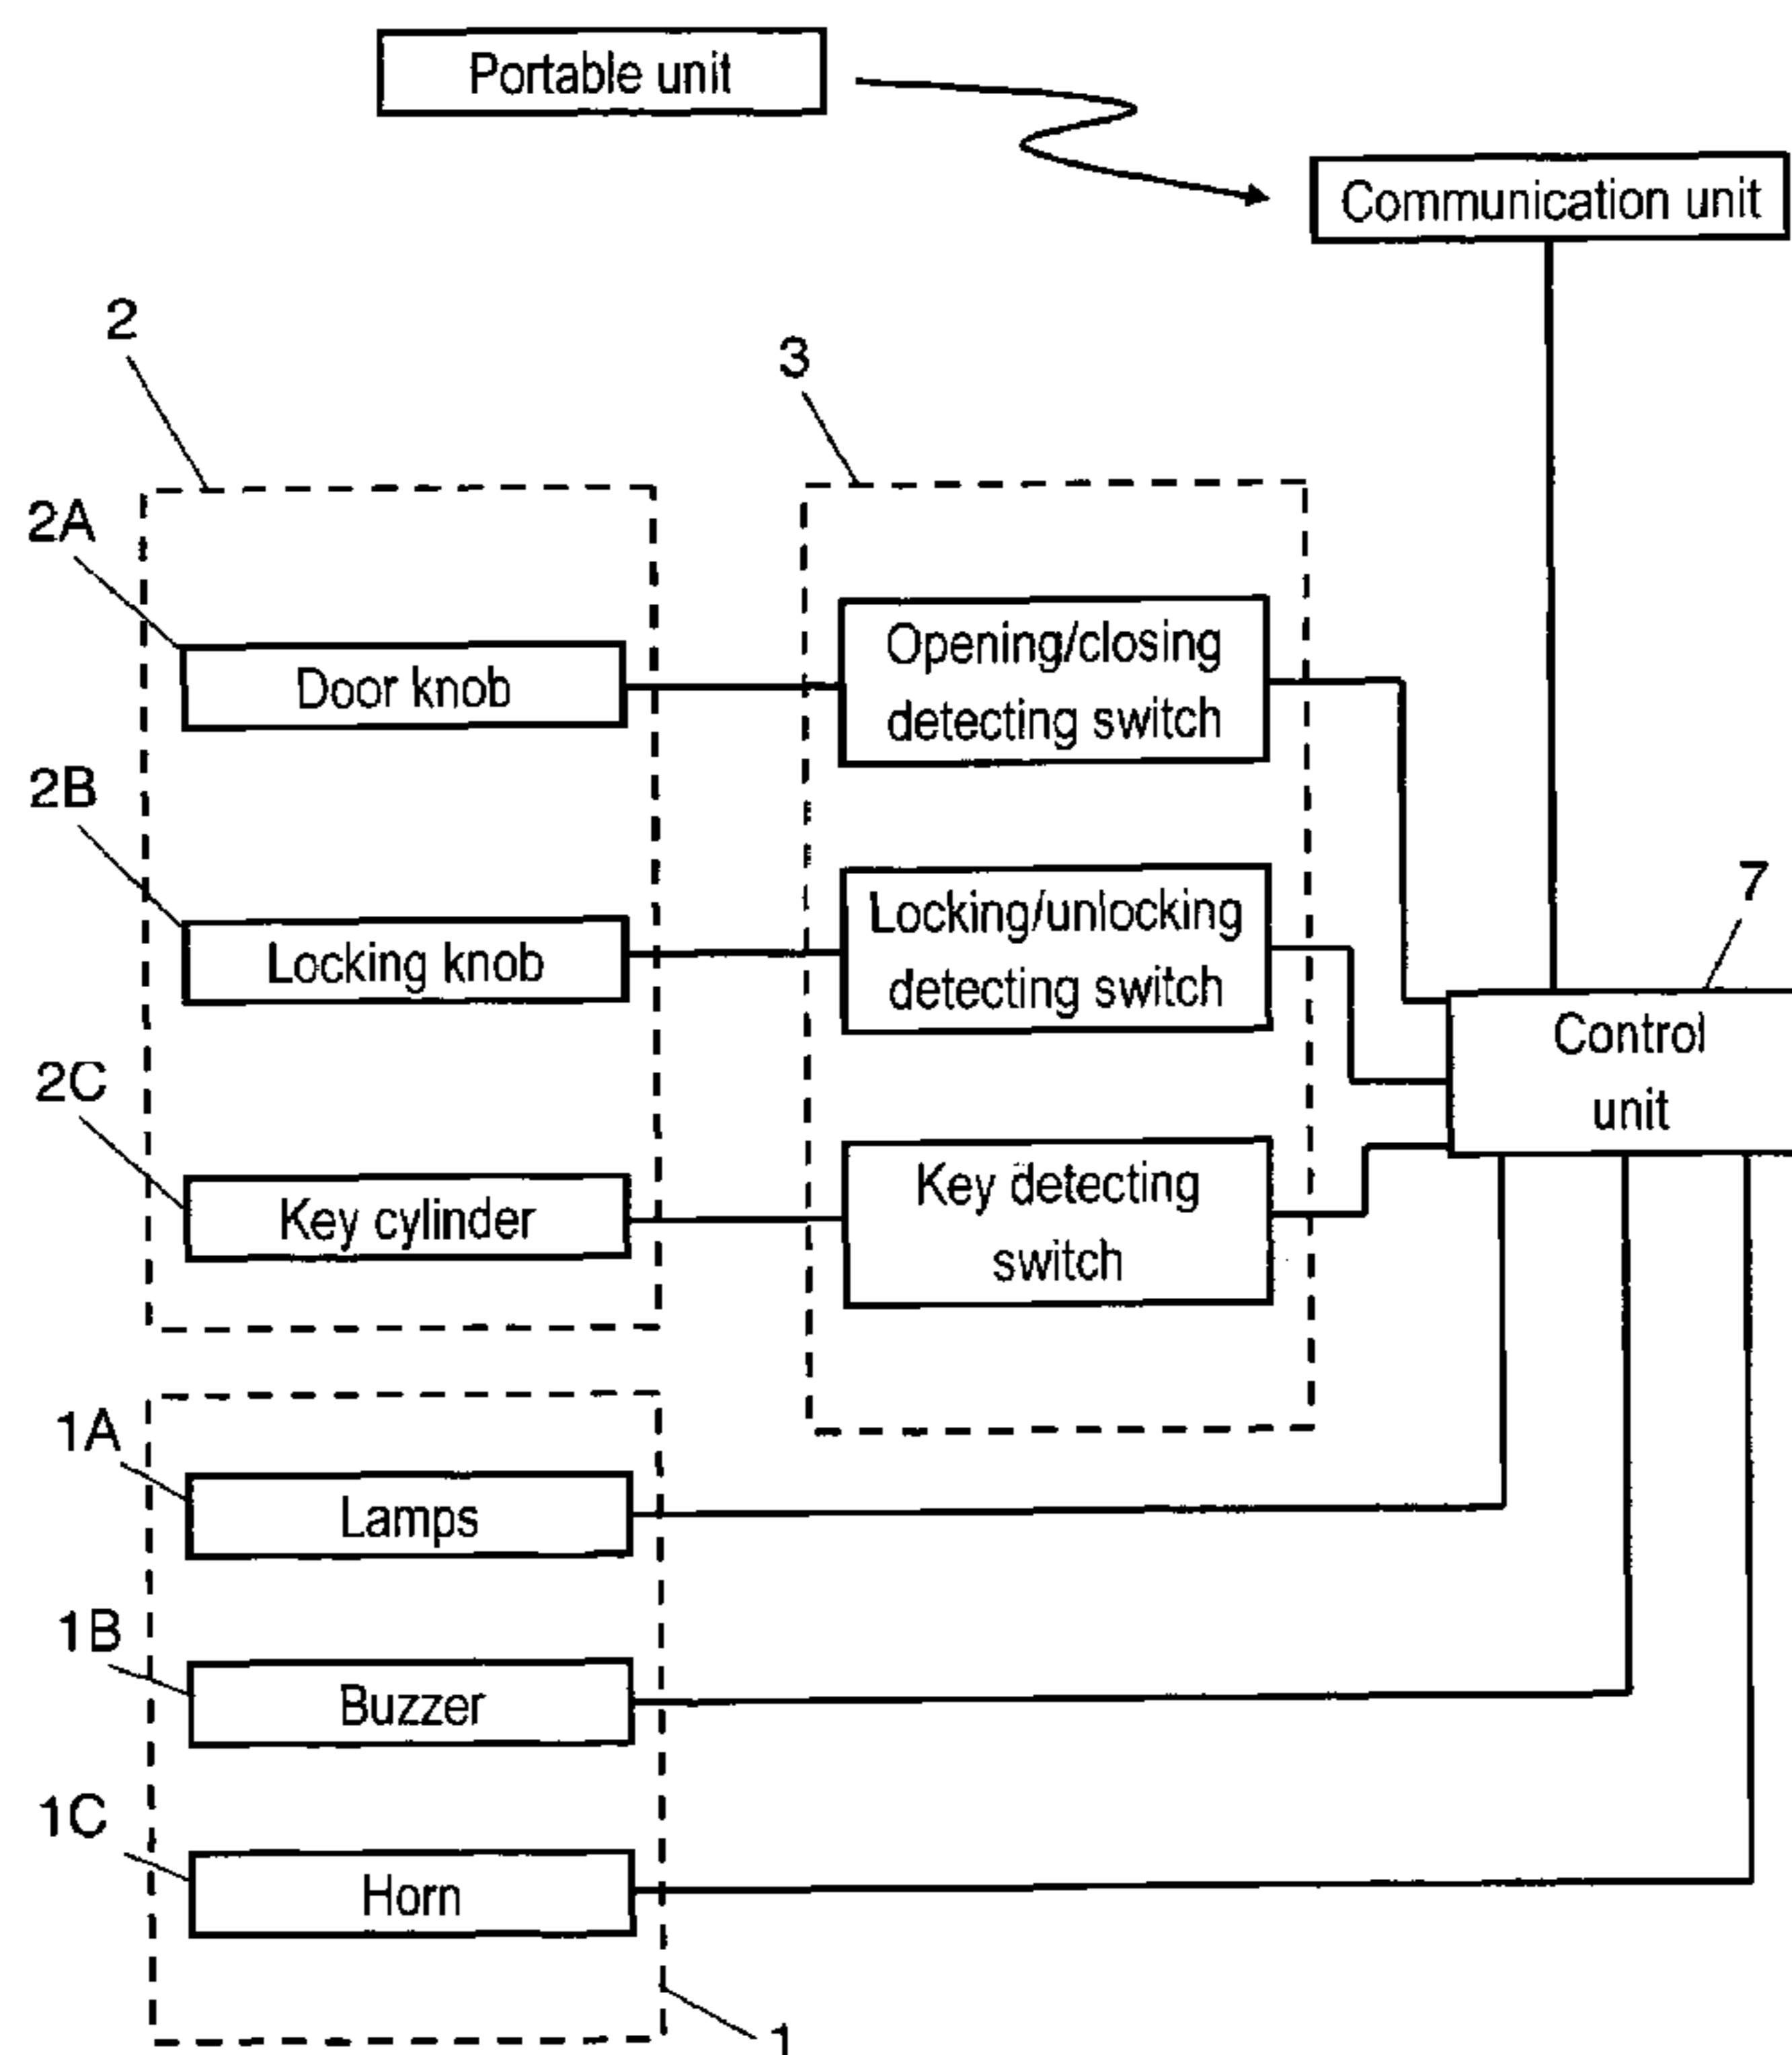 Portable unit
Communication unit
2
3
2A
Door knob
Opening/closing
detecting switch
2B
Locking knob
Locking/unlocking
detecting switch
7
Control
unit
2C
Key cylinder
Key detecting
switch
1A
Lamps
1B
Buzzer
1C
Horn
1